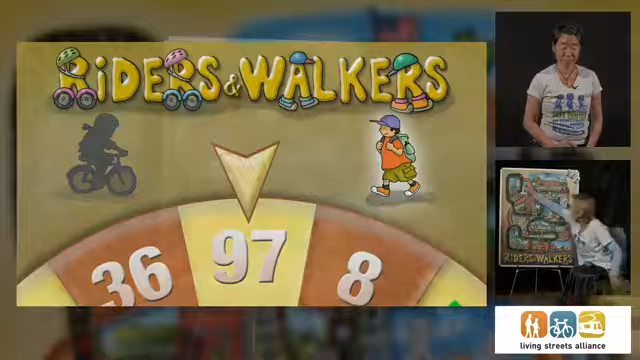 RiDERS & WALKERS
36
97
8
RIDERS & WALKERS
living streets alliance